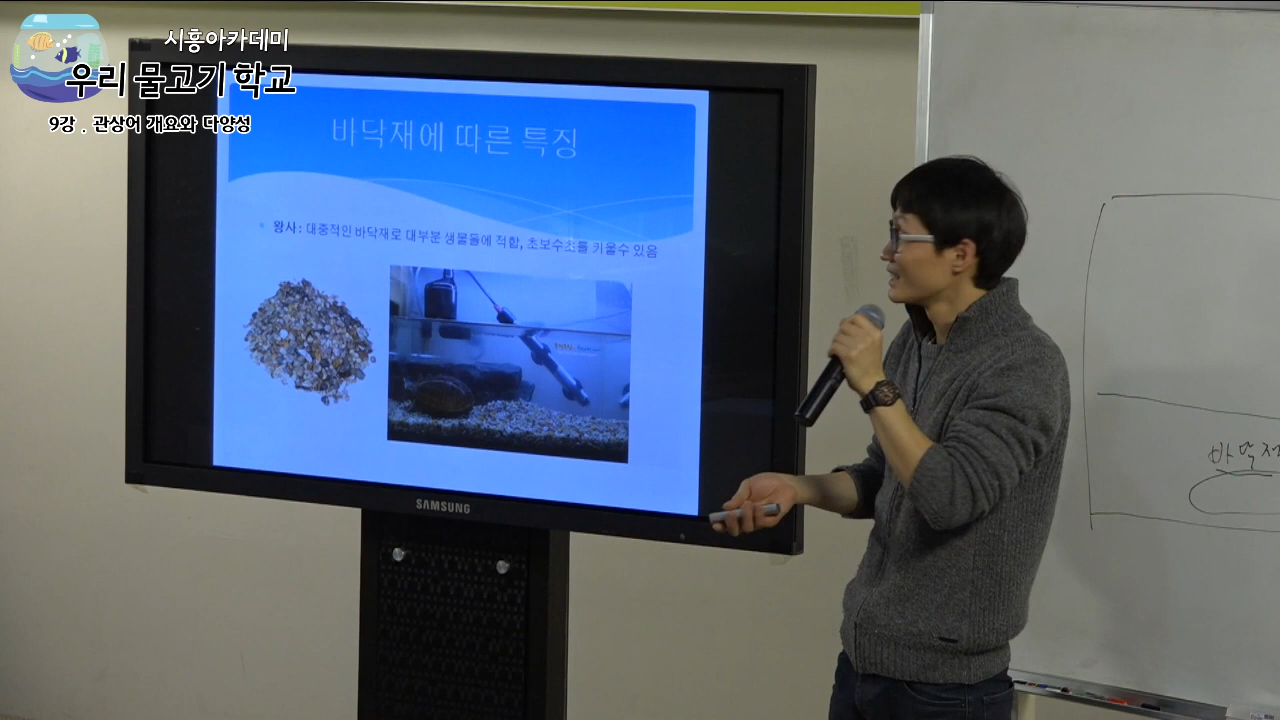 시흥아카데미
우리 물고기 학교
9강 . 관상어 개요와 다양성
바닥재에 따른 특징
왕사 : 대중적인 바닥재로 대부분 생물들에 적합, 초보수초를 키울수 있음
SAMSUNG
바닥재